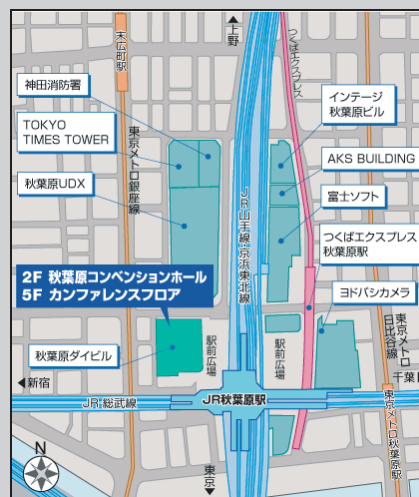 ▲
上野
末広町駅
つくばエクスプレス
神田消防署
インテージ
秋葉原ビル
TOKYO
TIMES TOWER
東京メトロ銀座線
AKS BUILDING
秋葉原UDX
JR山手線・京浜東北線
富士ソフト
つくばエクスプレス
秋葉原駅
2F 秋葉原コンベンションホール
5F カンファレンスフロア
ヨドバシカメラ
東京メトロ
日比谷線
秋葉原ダイビル
駅前広場
駅前広場
◀新宿
千葉
JR総武線
JR秋葉原駅
東京メトロ秋葉原駅
N
東京
▼